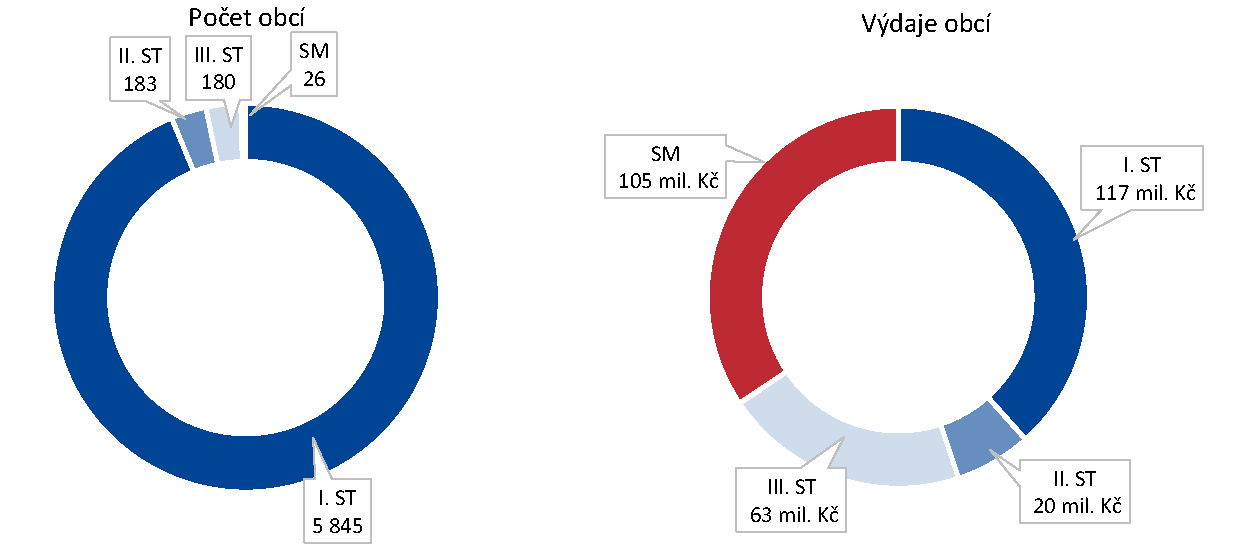 Počet obcí
II. ST
183
III. ST
180
SM
26
I. ST
5 845
Výdaje obcí
SM
105 mil. Kč
I. ST
117 mil. Kč
III. ST
63 mil. Kč
II. ST
20 mil. Kč